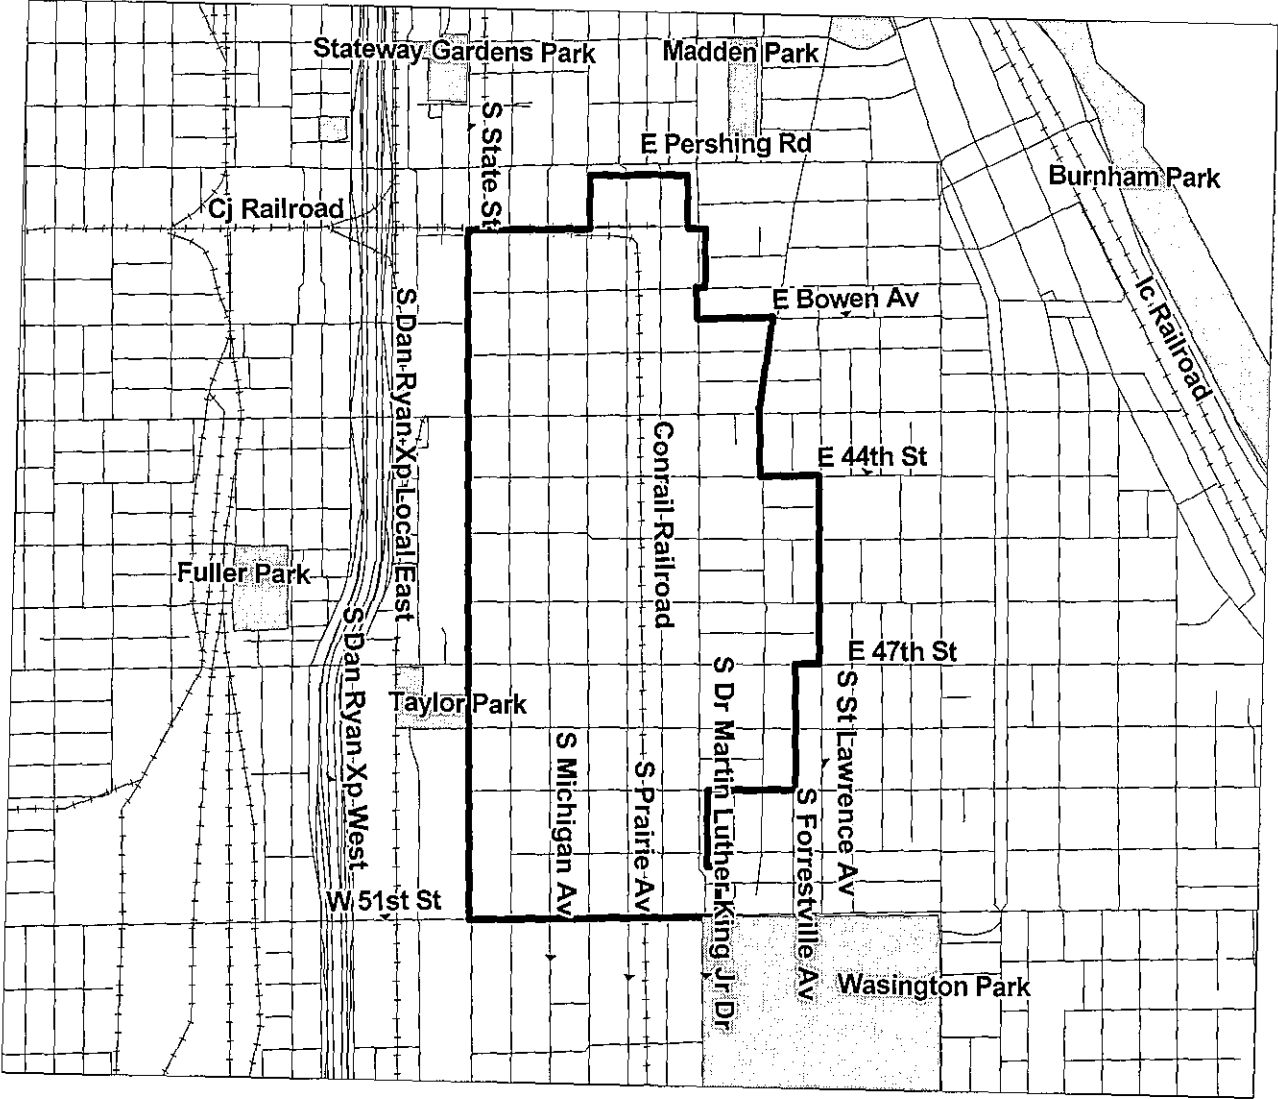 Stateway Gardens Park
Madden Park
S State St
E Pershing Rd
Burnham Park
Cj Railroad
E Bowen Av
Ic Railroad
S Dan Ryan Xp Local East
Conrail Railroad
E 44th St
Fuller Park
S Dan Ryan Xp West
E 47th St
Taylor Park
S Michigan Av
S Prairie Av
S Dr Martin Luther King Jr Dr
S Forrestville Av
S St Lawrence Av
W 51st St
Wasington Park